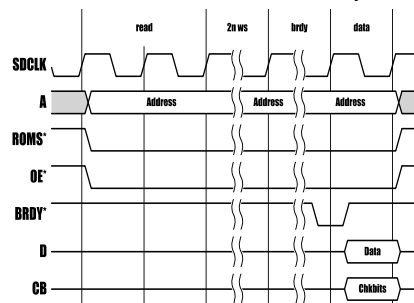 read 2n ws brdy data
SDCLK
A Address Address Address
ROMS*
OE*
BRDY*
D Data
CB Chkbits